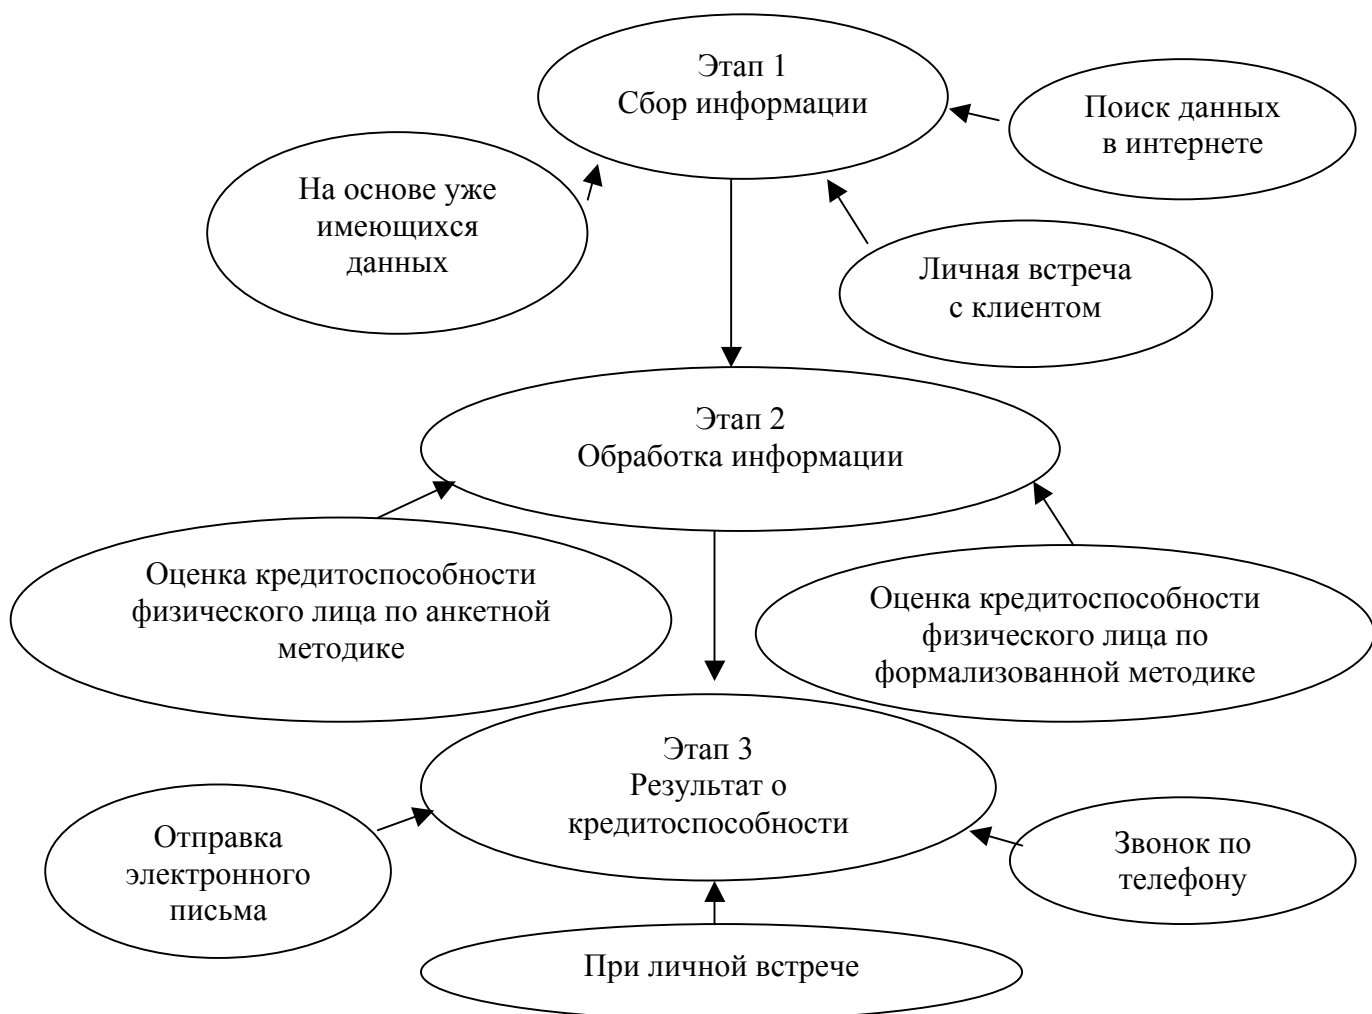 Этап 1
Сбор информации
Поиск данных
в интернете
На основе уже
имеющихся
данных
Личная встреча
с клиентом
Этап 2
Обработка информации
Оценка кредитоспособности
физического лица по анкетной
методике
Оценка кредитоспособности
физического лица по
формализованной методике
Этап 3
Результат о
кредитоспособности
Отправка
электронного
письма
Звонок по
телефону
При личной встрече